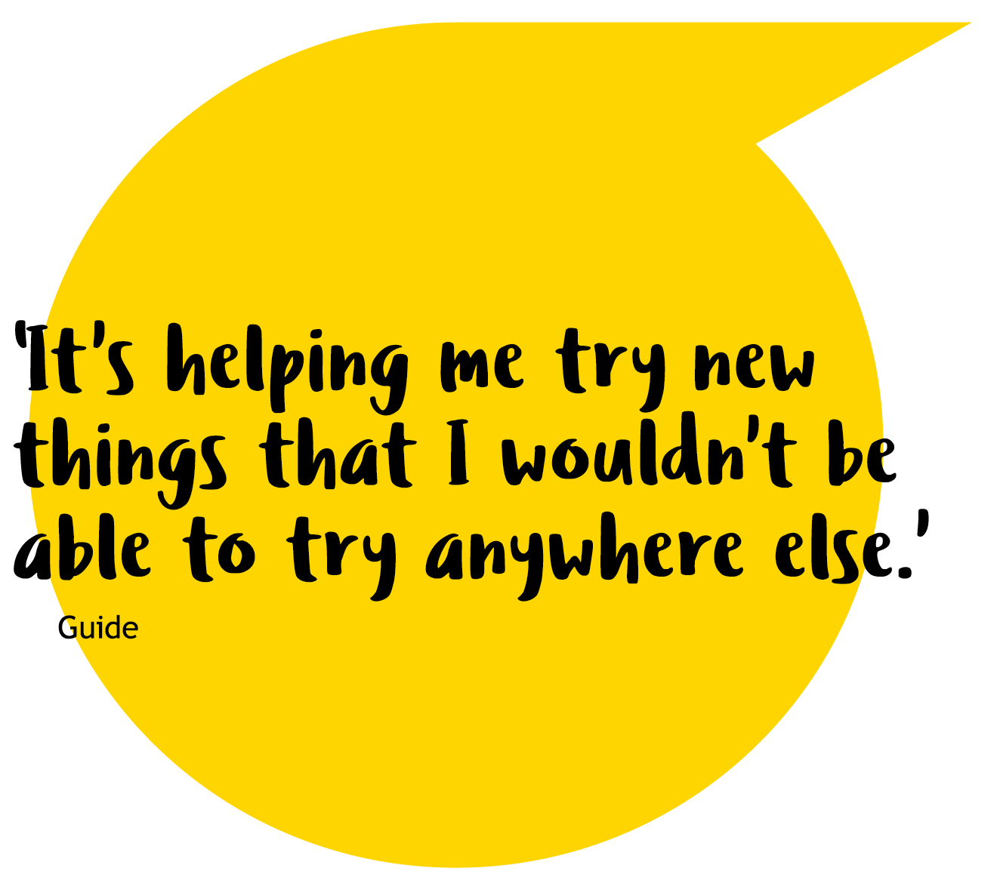 ‘It’s helping me try new
things that I wouldn’t be
able to try anywhere else.’
Guide